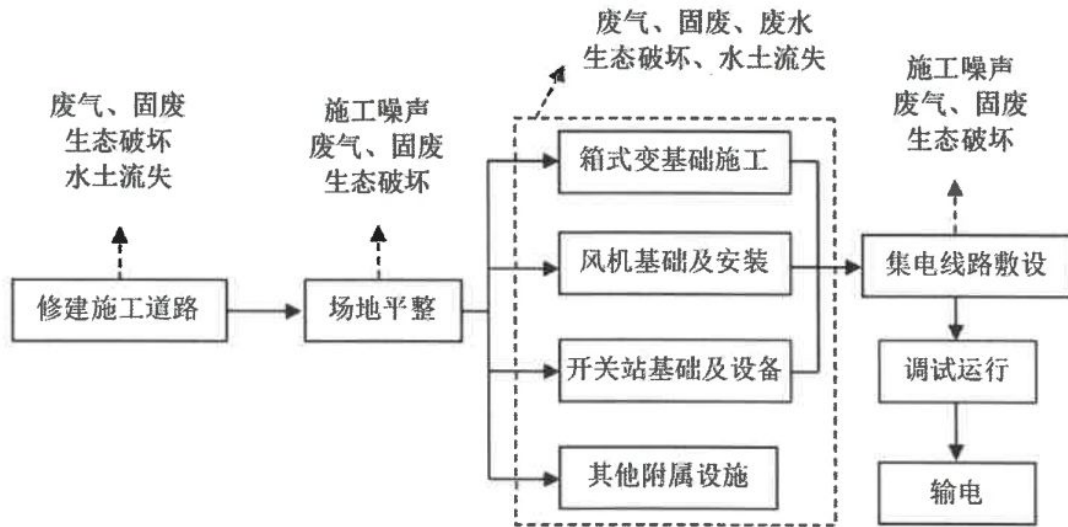 废气、固废、废水
生态破坏、水土流失
废气、固废
生态破坏
水土流失
施工噪声
废气、固废
生态破坏
施工噪声
废气、固废
生态破坏
箱式变基础施工
风机基础及安装
集电线路敷设
修建施工道路
场地平整
开关站基础及设备
调试运行
其他附属设施
输电